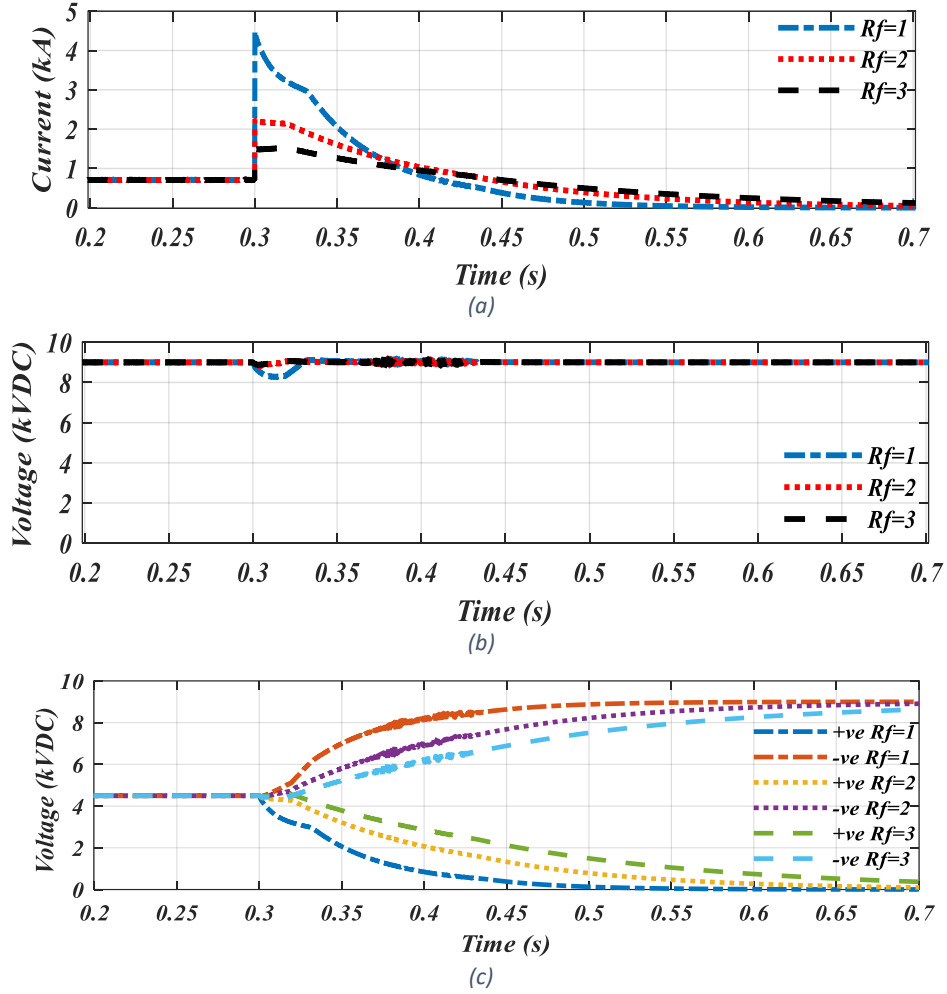 5
4
3
2
1
0
Current (kA)
Rf=1
Rf=2
Rf=3
0.2 0.25 0.3 0.35 0.4 0.45 0.5 0.55 0.6 0.65 0.7
Time (s)
(a)
10
8
6
4
2
0
Voltage (kVDC)
Rf=1
Rf=2
Rf=3
0.2 0.25 0.3 0.35 0.4 0.45 0.5 0.55 0.6 0.65 0.7
Time (s)
(b)
10
8
6
4
2
0
Voltage (kVDC)
+ve Rf=1
-ve Rf=1
+ve Rf=2
-ve Rf=2
+ve Rf=3
-ve Rf=3
0.2 0.25 0.3 0.35 0.4 0.45 0.5 0.55 0.6 0.65 0.7
Time (s)
(c)